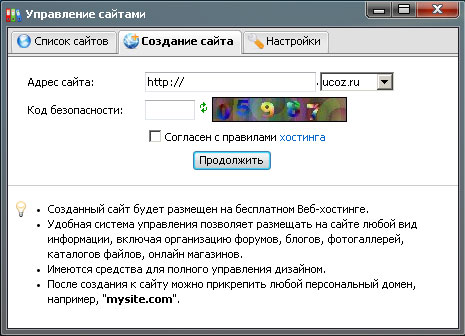 Управление сайтами
Список сайтов Создание сайта Настройки
Адрес сайта: http:// . ucoz.ru
Код безопасности: 05987
Согласен с правилами хостинга
Продолжить
Созданный сайт будет размещен на бесплатном Веб-хостинге.
Удобная система управления позволяет размещать на сайте любой вид
информации, включая организацию форумов, блогов, фотогаллерей,
каталогов файлов, онлайн магазинов.
Имеются средства для полного управления дизайном.
После создания к сайту можно прикрепить любой персональный домен,
например, "mysite.com".